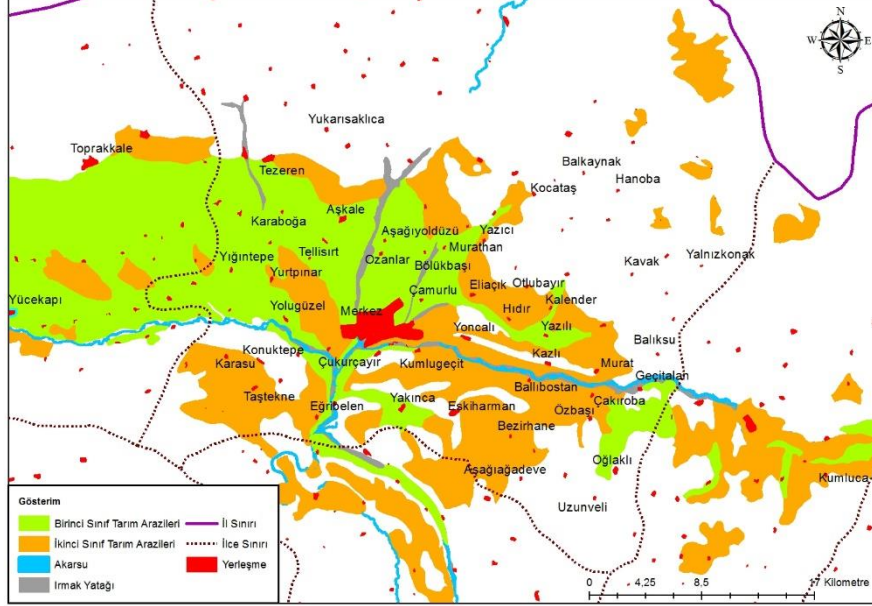 N
W E
S
Yukarısaklıca
Toprakkale
Balkaynak
Tezeren
Hanoba
Kocataş
Aşkale
Karaboğa
Yazıcı
Aşağıyoldüzü
Murathan
Tellisırt
Yığıntepe
Ozanlar
Bölükbaşı
Yalnızkonak
Kavak
Yurtpınar
Çamurlu
Eliaçık
Otlubayır
Yücekapı
Kalender
Yolugüzel
Merkez
Hıdır
Yoncalı
Yazılı
Balıksu
Konuktepe
Karasu
Çukurçayır
Kumlugeçit
Kazlı
Murat
Geçitalan
Ballıbostan
Taştekne
Yakınca
Çakıroba
Eğribelen
Eskiharman
Özbaşı
Bezirhane
Oğlaklı
Aşağıağadeve
Kumluca
Uzunveli
Gösterim
Birinci Sınıf Tarım Arazileri
İl Sınırı
İkinci Sınıf Tarım Arazileri
İlce Sınırı
Akarsu
Yerleşme
Irmak Yatağı
0 4,25 8,5 17 Kilometre